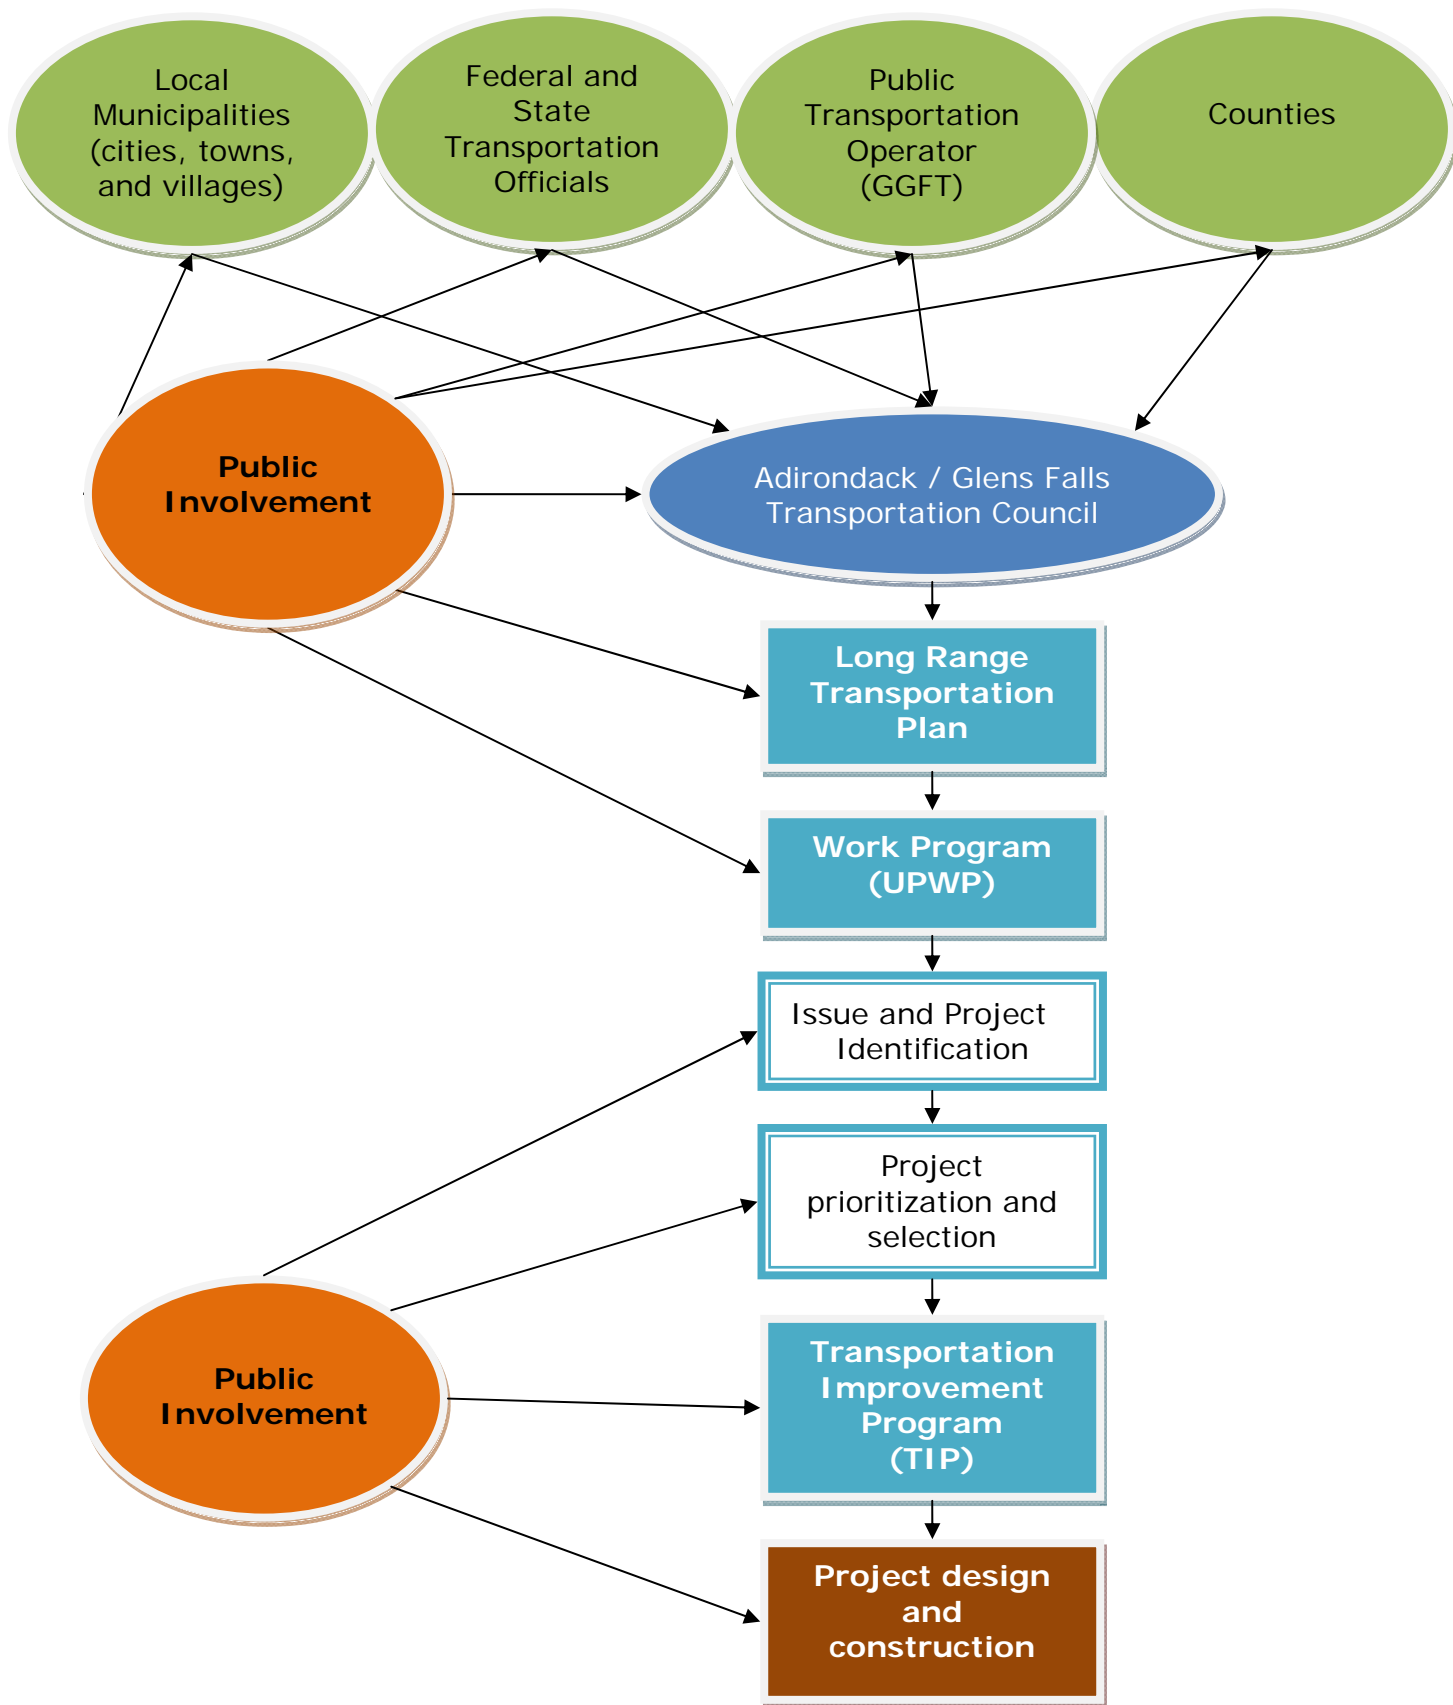 Local
Municipalities
(cities, towns,
and villages)
Federal and
State
Transportation
Officials
Public
Transportation
Operator
(GGFT)
Counties
Public
Involvement
Adirondack / Glens Falls
Transportation Council
Long Range
Transportation
Plan
Work Program
(UPWP)
Issue and Project
Identification
Project
prioritization and
selection
Public
Involvement
Transportation
Improvement
Program
(TIP)
Project design
and
construction